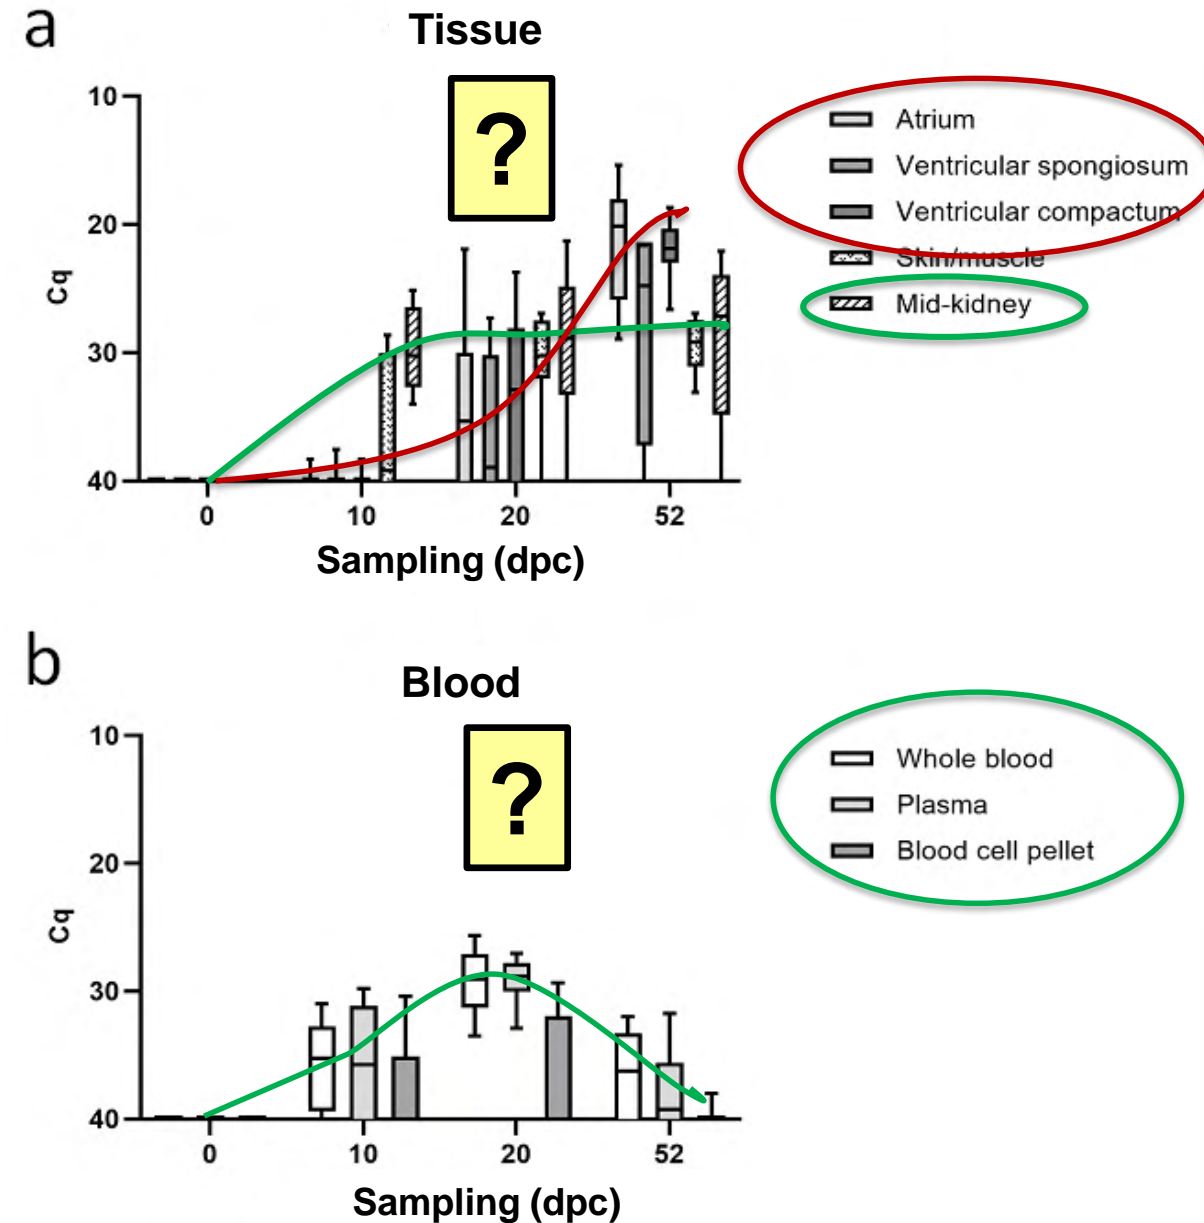 a
Tissue
?
10
20
30
40
Cq
0 10 20 52
Sampling (dpc)
Atrium
Ventricular spongiosum
Ventricular compactum
Skin/muscle
Mid-kidney
b
Blood
?
10
20
30
40
Cq
0 10 20 52
Sampling (dpc)
Whole blood
Plasma
Blood cell pellet